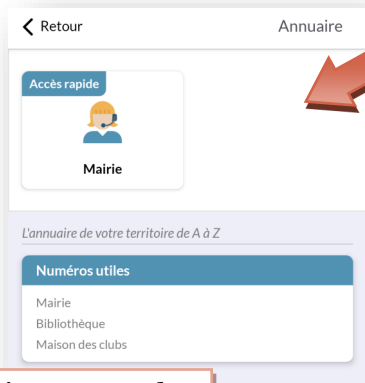 Retour
Annuaire
Accès rapide
Mairie
L'annuaire de votre territoire de A à Z
Numéros utiles
Mairie
Bibliothèque
Maison des clubs